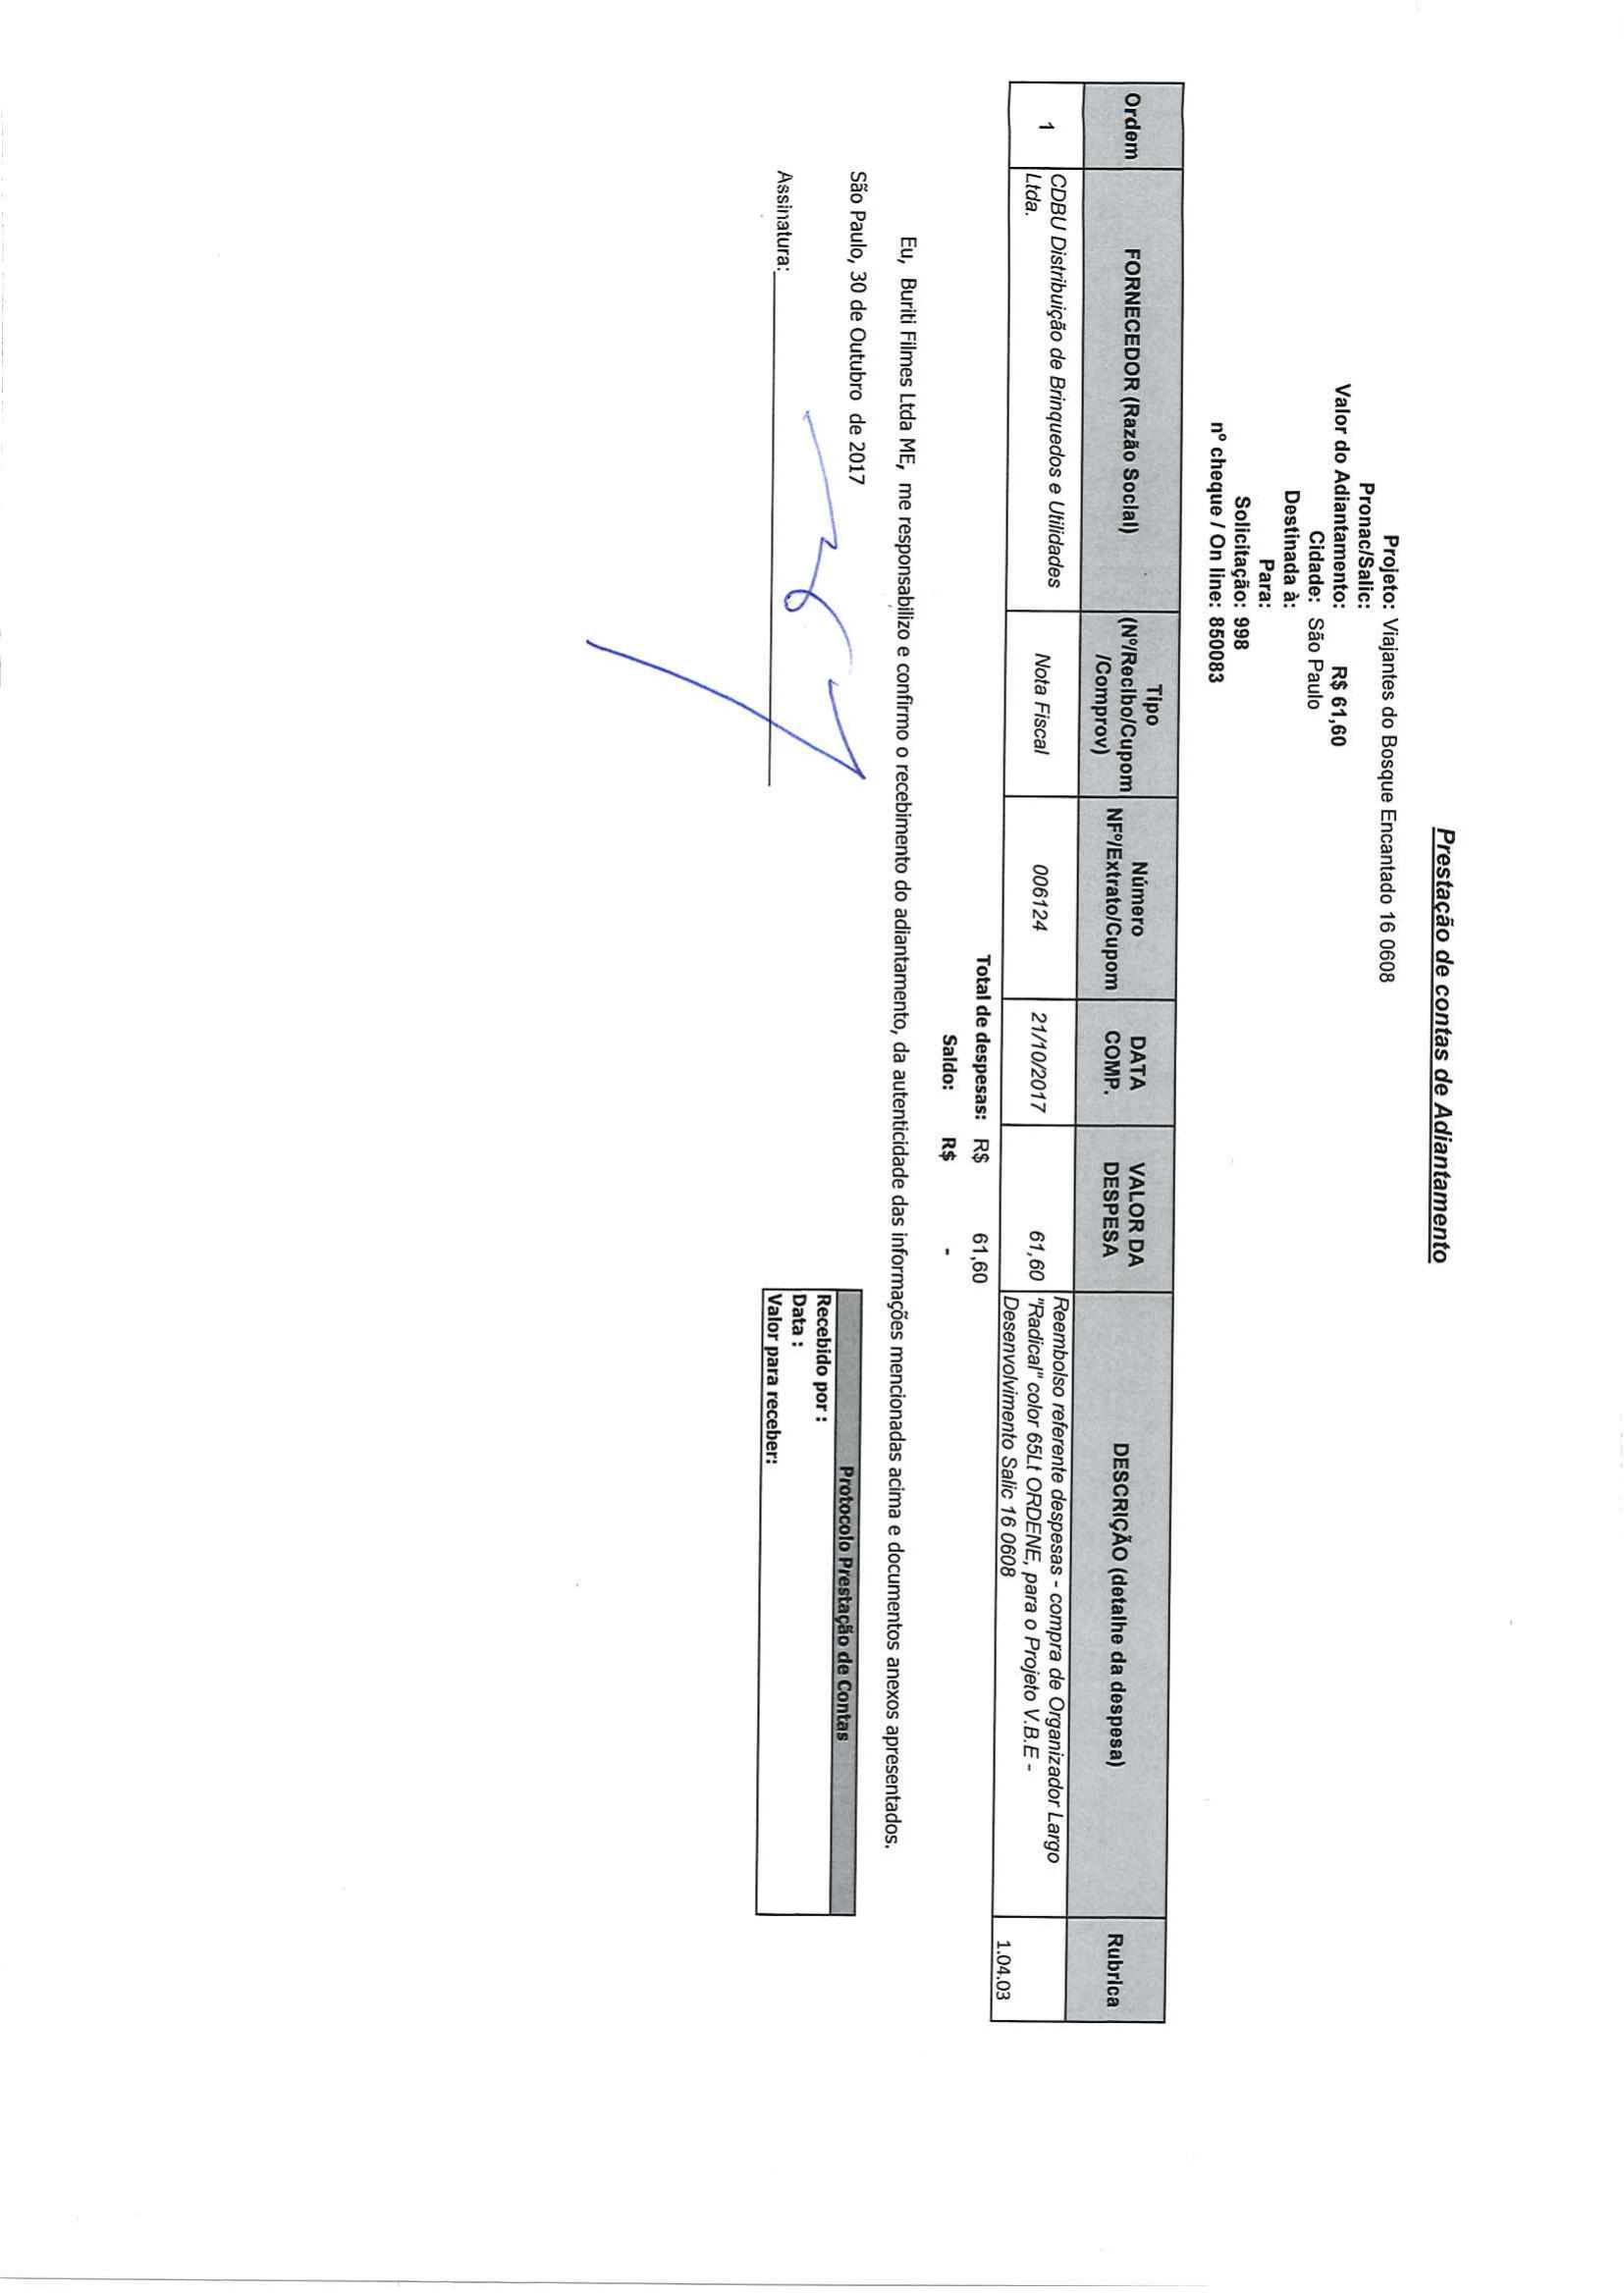 Prestação de contas de Adiantamento
Projeto: Viajantes do Bosque Encantado 16 0608
Pronac/Salic:
Valor do Adiantamento: R$ 61,60
Cidade: São Paulo
Destinada à:
Para:
Solicitação: 998
nº cheque / On line: 850083
Ordem
FORNECEDOR (Razão Social)
Tipo
(Nº/Recibo/Cupom
/Comprov)
Número
NFº/Extrato/Cupom
DATA
COMP.
VALOR DA
DESPESA
DESCRIÇÃO (detalhe da despesa)
Rubrica
1
CDBU Distribuição de Brinquedos e Utilidades
Ltda.
Nota Fiscal
006124
21/10/2017
61,60
Reembolso referente despesas - compra de Organizador Largo
"Radical" color 65Lt ORDENE, para o Projeto V.B.E -
Desenvolvimento Salic 16 0608
1.04.03
Total de despesas: R$ 61,60
Saldo: R$ -
Eu, Buriti Filmes Ltda ME, me responsabilizo e confirmo o recebimento do adiantamento, da autenticidade das informações mencionadas acima e documentos anexos apresentados.
São Paulo, 30 de Outubro de 2017
Assinatura:
Protocolo Prestação de Contas
Recebido por :
Data :
Valor para receber: